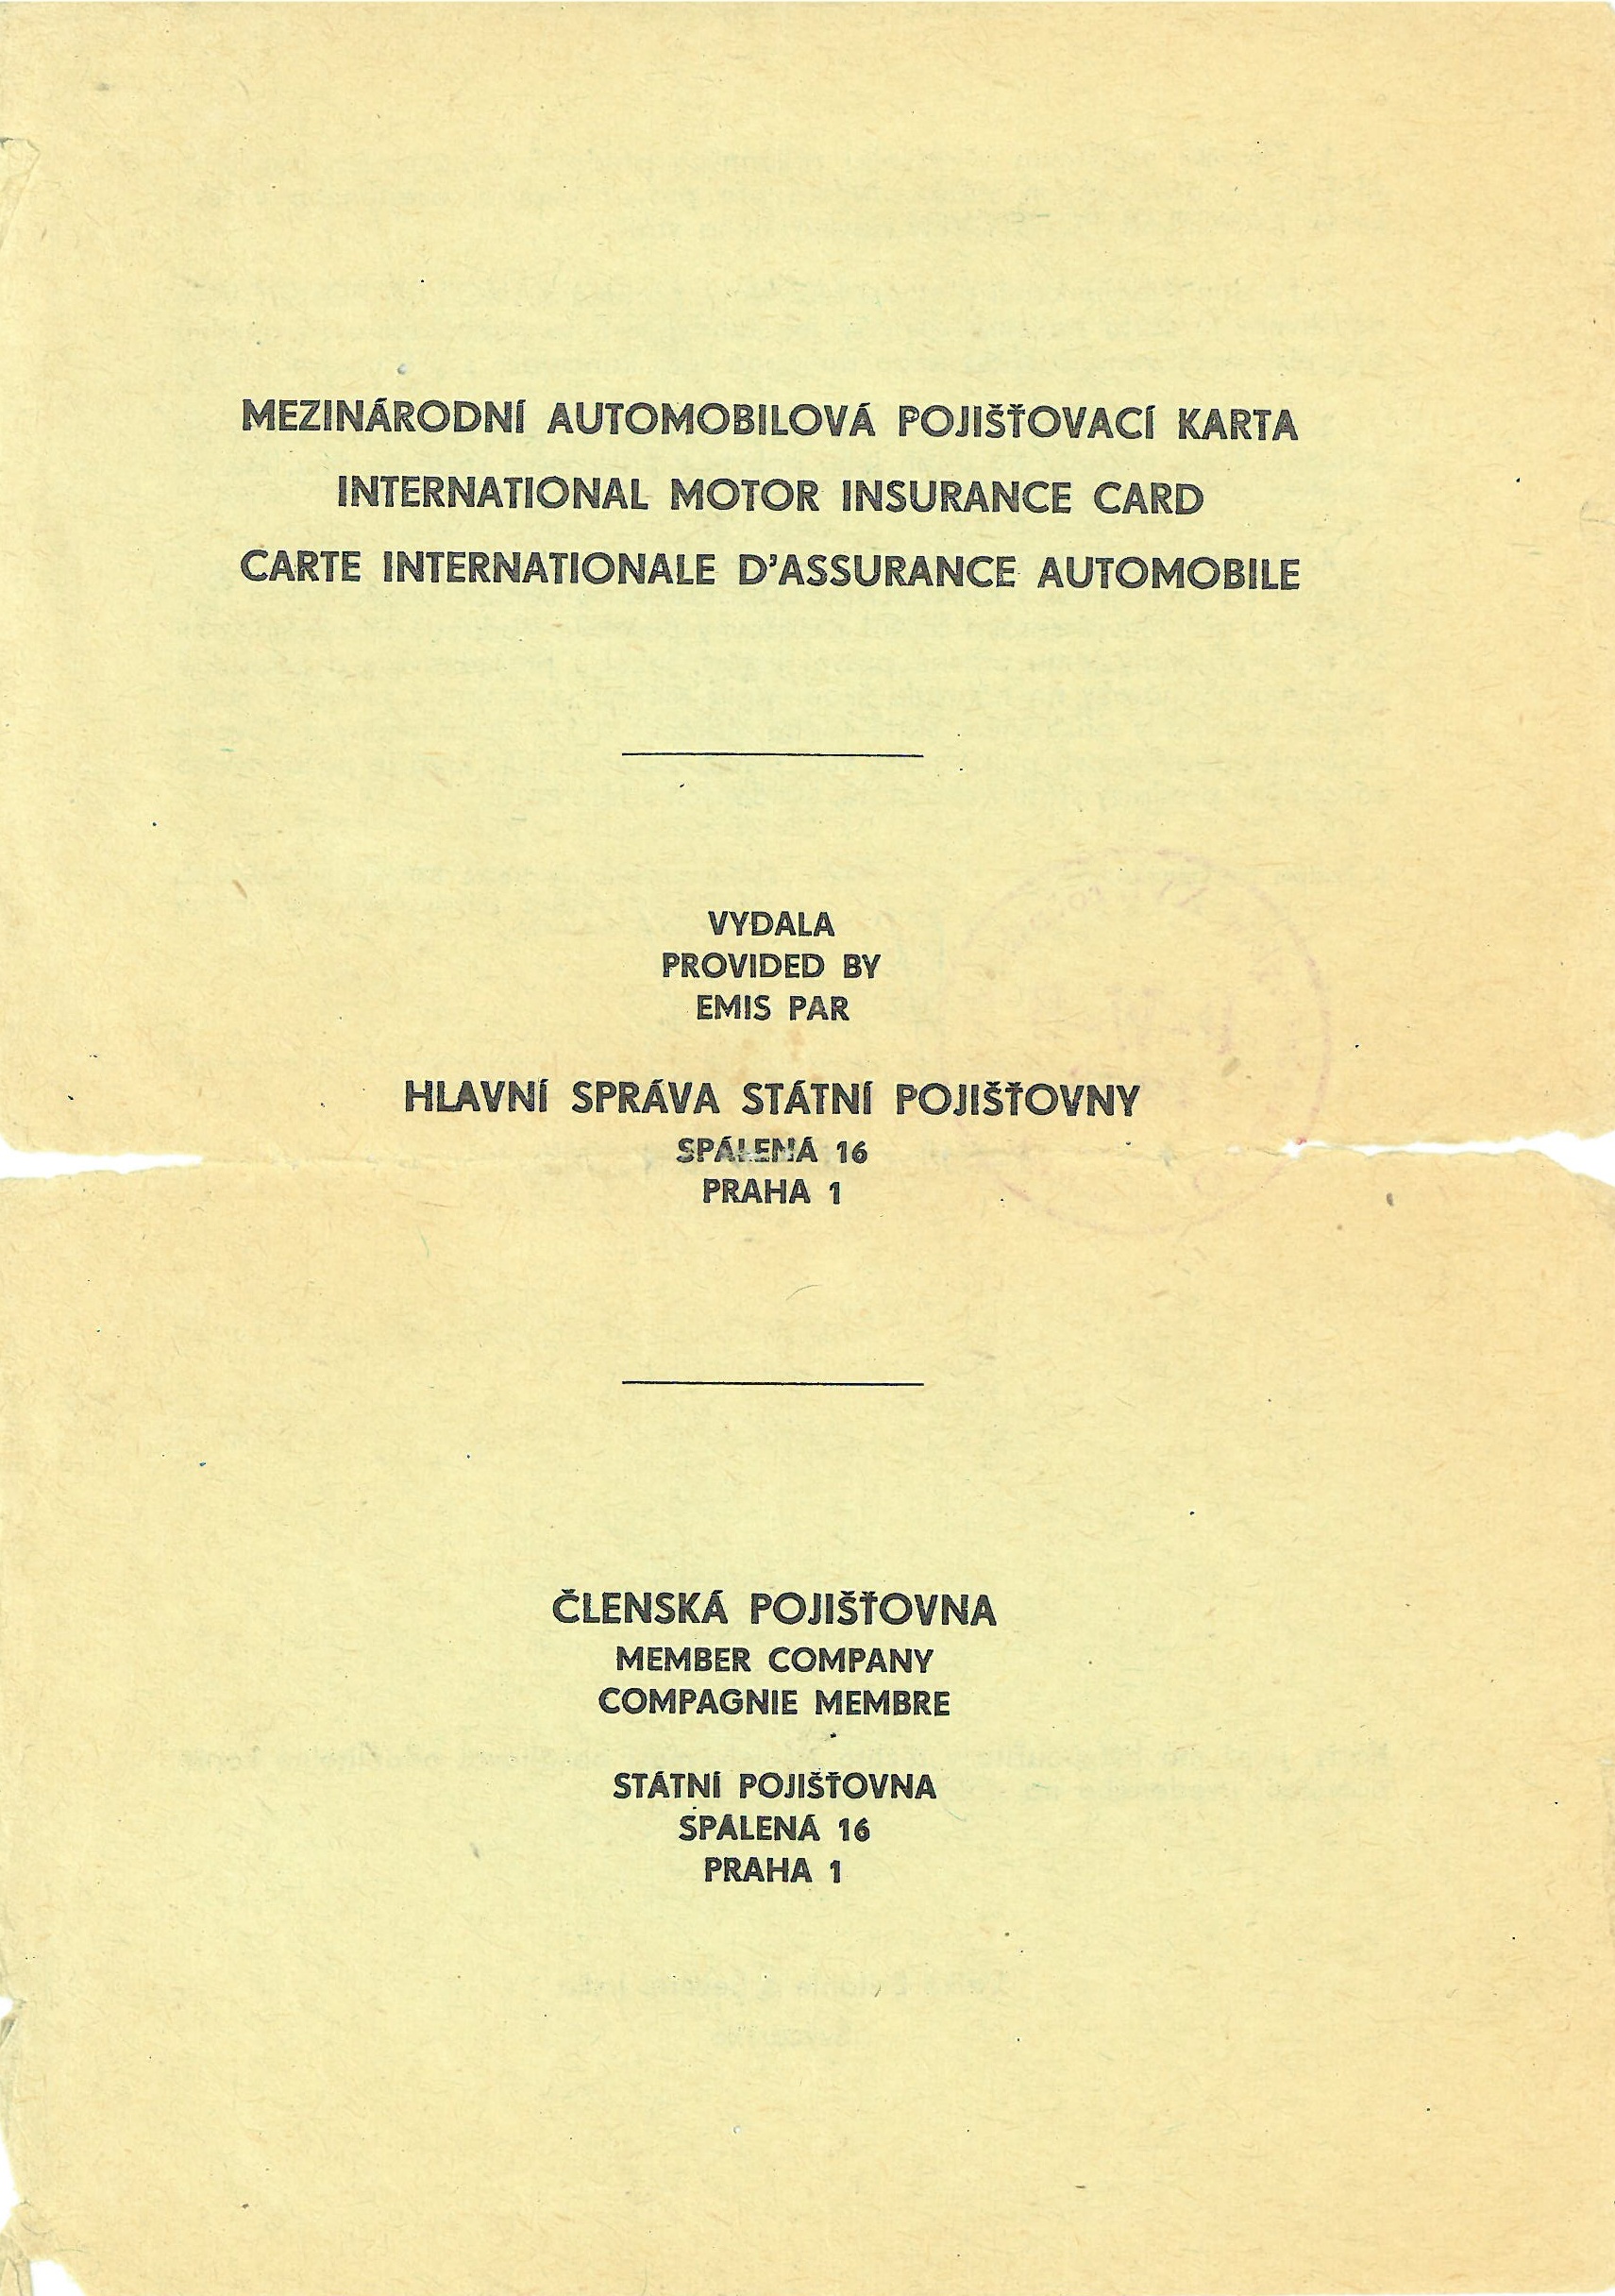 MEZINÁRODNÍ AUTOMOBILOVÁ POJIŠŤOVACÍ KARTA
INTERNATIONAL MOTOR INSURANCE CARD
CARTE INTERNATIONALE D'ASSURANCE AUTOMOBILE
VYDALA
PROVIDED BY
EMIS PAR
HLAVNÍ SPRÁVA STÁTNÍ POJIŠŤOVNY
SPÁLENÁ 16
PRAHA 1
ČLENSKÁ POJIŠŤOVNA
MEMBER COMPANY
COMPAGNIE MEMBRE
STÁTNÍ POJIŠŤOVNA
SPÁLENÁ 16
PRAHA 1